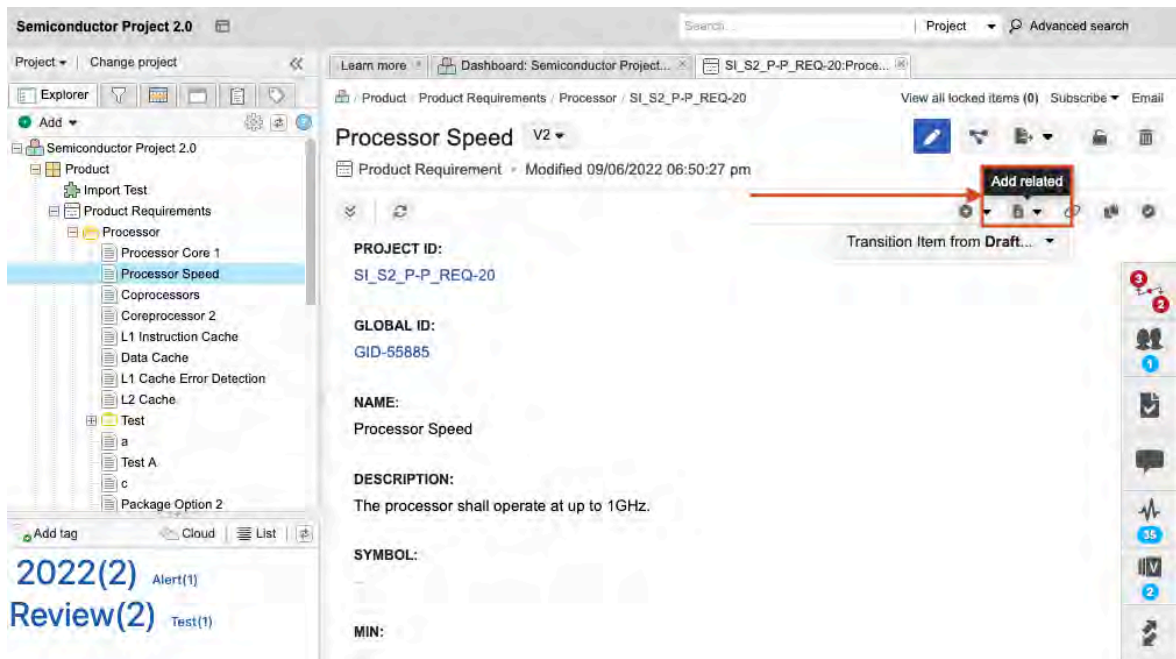 Semiconductor Project 2.0
Search...
Project
Advanced search
Project
Change project
Explorer
Add
Semiconductor Project 2.0
Product
Import Test
Product Requirements
Processor
Processor Core 1
Processor Speed
Coprocessors
Coreprocessor 2
L1 Instruction Cache
Data Cache
L1 Cache Error Detection
L2 Cache
Test
a
Test A
c
Package Option 2
Add tag
Cloud
List
2022(2) Alert(1)
Review(2) Test(1)
Learn more
Dashboard: Semiconductor Project...
SI_S2_P-P_REQ-20:Proce...
/ Product / Product Requirements / Processor / SI_S2_P-P_REQ-20
View all locked items (0) Subscribe Email
Processor Speed V2
Product Requirement • Modified 09/06/2022 06:50:27 pm
Add related
Transition Item from Draft...
PROJECT ID:
SI_S2_P-P_REQ-20
GLOBAL ID:
GID-55885
NAME:
Processor Speed
DESCRIPTION:
The processor shall operate at up to 1GHz.
SYMBOL:
MIN:
3
2
1
35
2